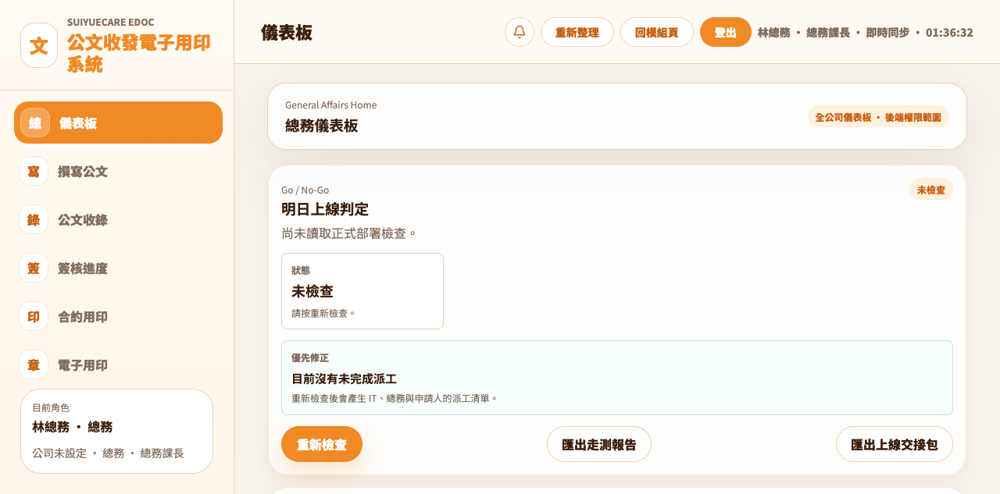 文
SUIYUECARE EDOC
公文收發電子用印
系統
總 儀表板
寫 撰寫公文
錄 公文收錄
簽 簽核進度
印 合約用印
章 電子用印
目前角色
林總務 · 總務
公司未設定 · 總務 · 總務課長
儀表板
重新整理
回模組頁
登出
林總務 · 總務課長 · 即時同步 · 01:36:32
General Affairs Home
總務儀表板
全公司儀表板 · 後端權限範圍
Go / No-Go
明日上線判定
未檢查
尚未讀取正式部署檢查。
狀態
未檢查
請按重新檢查。
優先修正
目前沒有未完成派工
重新檢查後會產生 IT、總務與申請人的派工清單。
重新檢查
匯出走測報告
匯出上線交接包